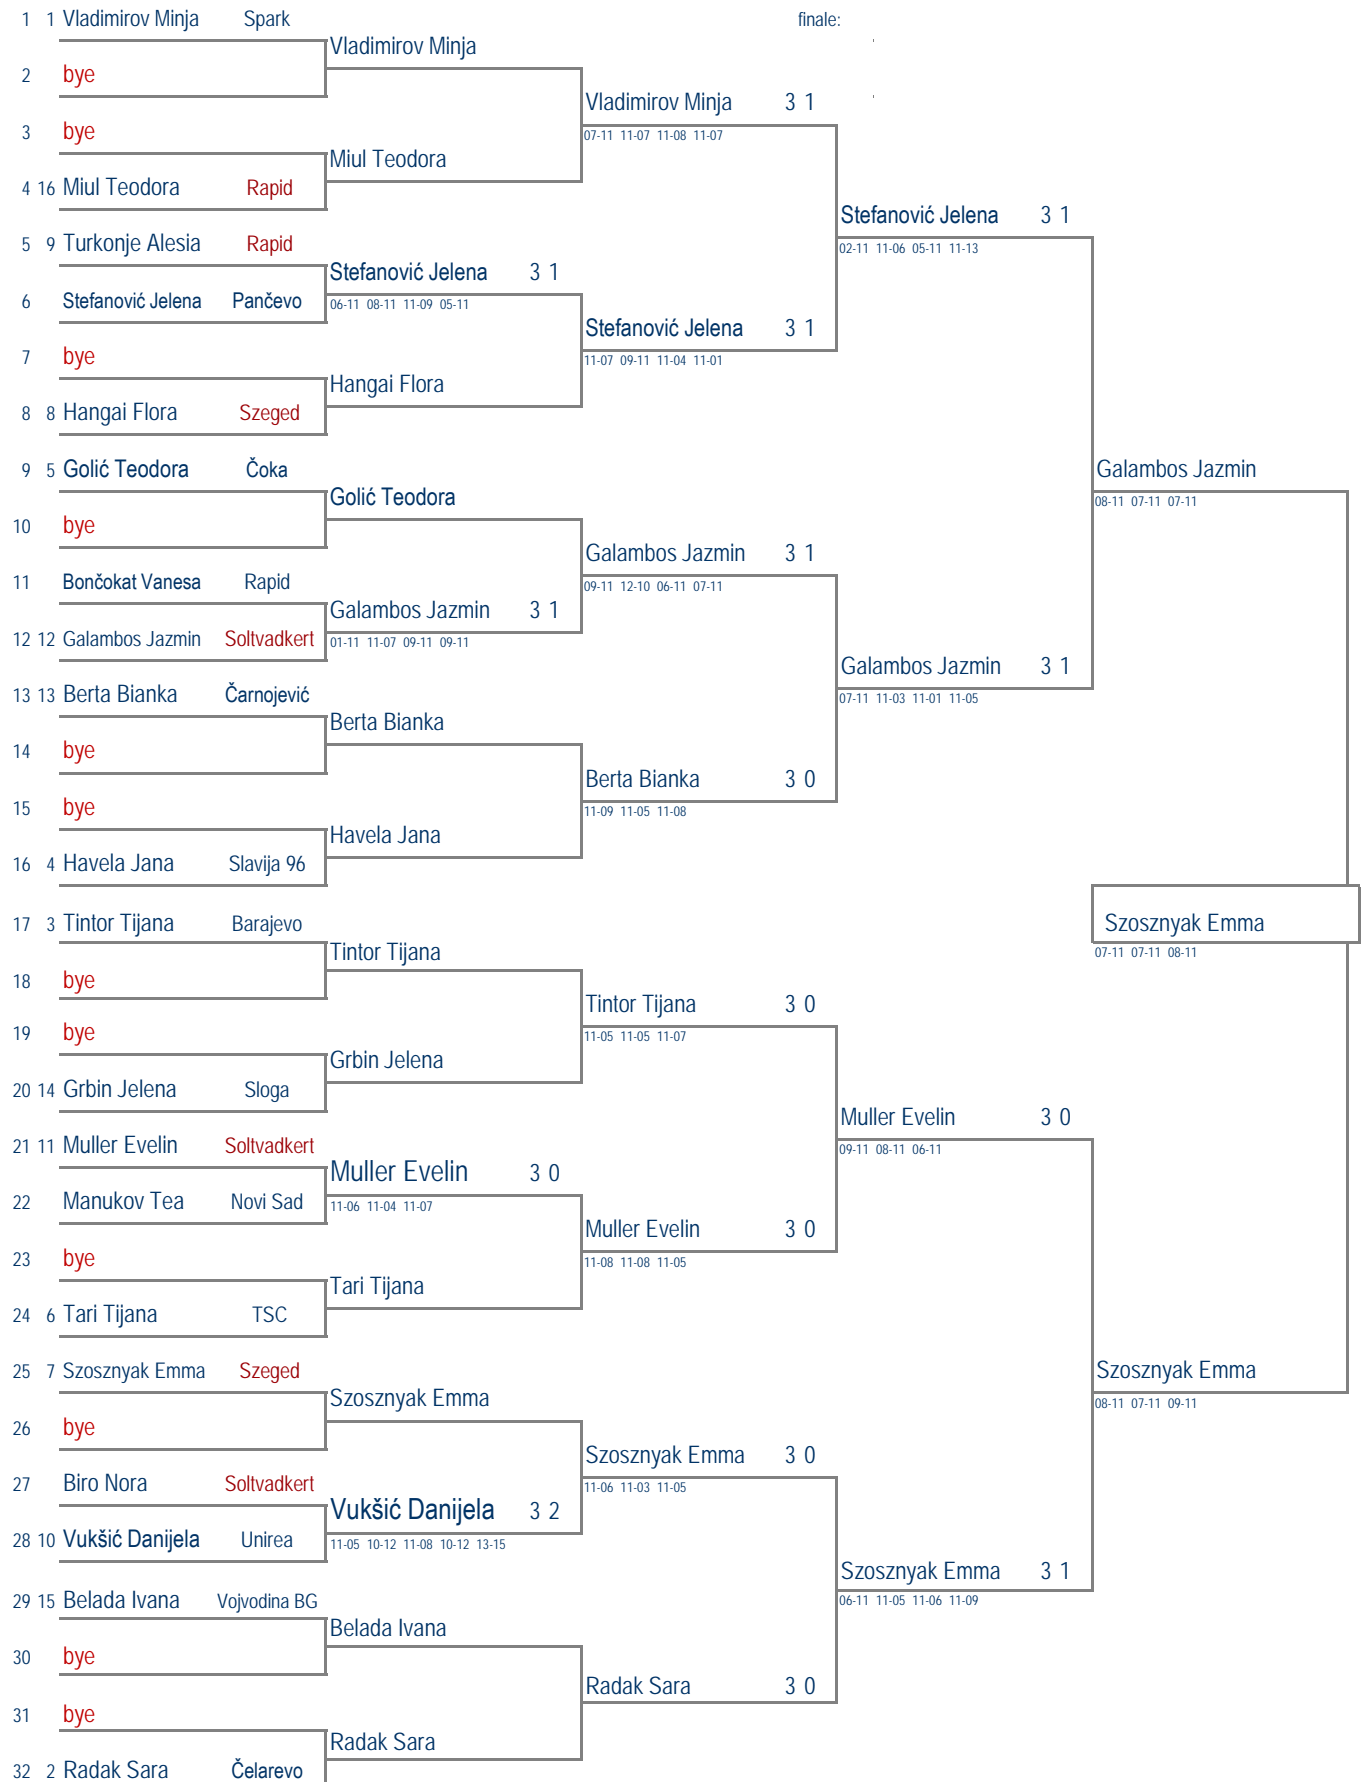 1 1 Vladimirov Minja Spark finale:
Vladimirov Minja
2 bye
Vladimirov Minja 3 1
3 bye 07-11 11-07 11-08 11-07
Miul Teodora
4 16 Miul Teodora Rapid
Stefanović Jelena 3 1
5 9 Turkonje Alesia Rapid 02-11 11-06 05-11 11-13
Stefanović Jelena 3 1
6 Stefanović Jelena Pančevo 06-11 08-11 11-09 05-11
Stefanović Jelena 3 1
7 bye 11-07 09-11 11-04 11-01
Hangai Flora
8 8 Hangai Flora Szeged
9 5 Golić Teodora Čoka Galambos Jazmin
Golić Teodora 08-11 07-11 07-11
10 bye
Galambos Jazmin 3 1
11 Bončokat Vanesa Rapid 09-11 12-10 06-11 07-11
Galambos Jazmin 3 1
12 12 Galambos Jazmin Soltvadkert 01-11 11-07 09-11 09-11
Galambos Jazmin 3 1
13 13 Berta Bianka Čarnojević 07-11 11-03 11-01 11-05
Berta Bianka
14 bye
Berta Bianka 3 0
15 bye 11-09 11-05 11-08
Havela Jana
16 4 Havela Jana Slavija 96
17 3 Tintor Tijana Barajevo Szosznyak Emma
Tintor Tijana 07-11 07-11 08-11
18 bye
Tintor Tijana 3 0
19 bye 11-05 11-05 11-07
Grbin Jelena
20 14 Grbin Jelena Sloga
Muller Evelin 3 0
21 11 Muller Evelin Soltvadkert 09-11 08-11 06-11
Muller Evelin 3 0
22 Manukov Tea Novi Sad 11-06 11-04 11-07
Muller Evelin 3 0
23 bye 11-08 11-08 11-05
Tari Tijana
24 6 Tari Tijana TSC
25 7 Szosznyak Emma Szeged Szosznyak Emma
Szosznyak Emma 08-11 07-11 09-11
26 bye
Szosznyak Emma 3 0
27 Biro Nora Soltvadkert 11-06 11-03 11-05
Vukšić Danijela 3 2
28 10 Vukšić Danijela Unirea 11-05 10-12 11-08 10-12 13-15
Szosznyak Emma 3 1
29 15 Belada Ivana Vojvodina BG 06-11 11-05 11-06 11-09
Belada Ivana
30 bye
Radak Sara 3 0
31 bye
Radak Sara
32 2 Radak Sara Čelarevo